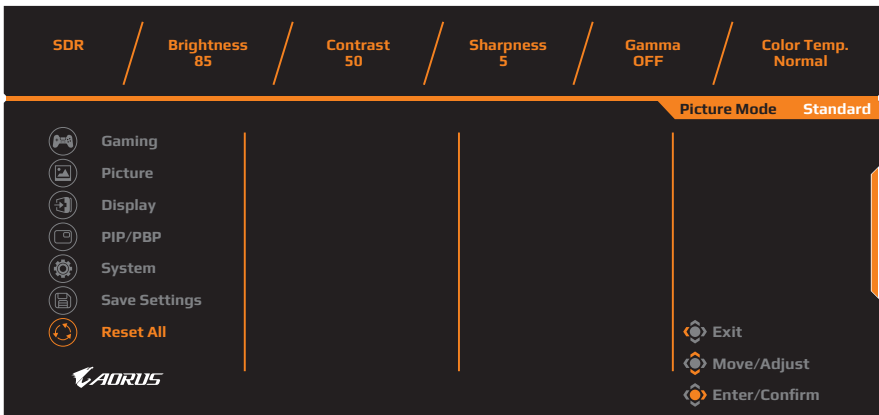 SDR
Brightness
85
Contrast
50
Sharpness
5
Gamma
OFF
Color Temp.
Normal
Picture Mode Standard
Gaming
Picture
Display
PIP/PBP
System
Save Settings
Reset All
AORUS
Exit
Move/Adjust
Enter/Confirm